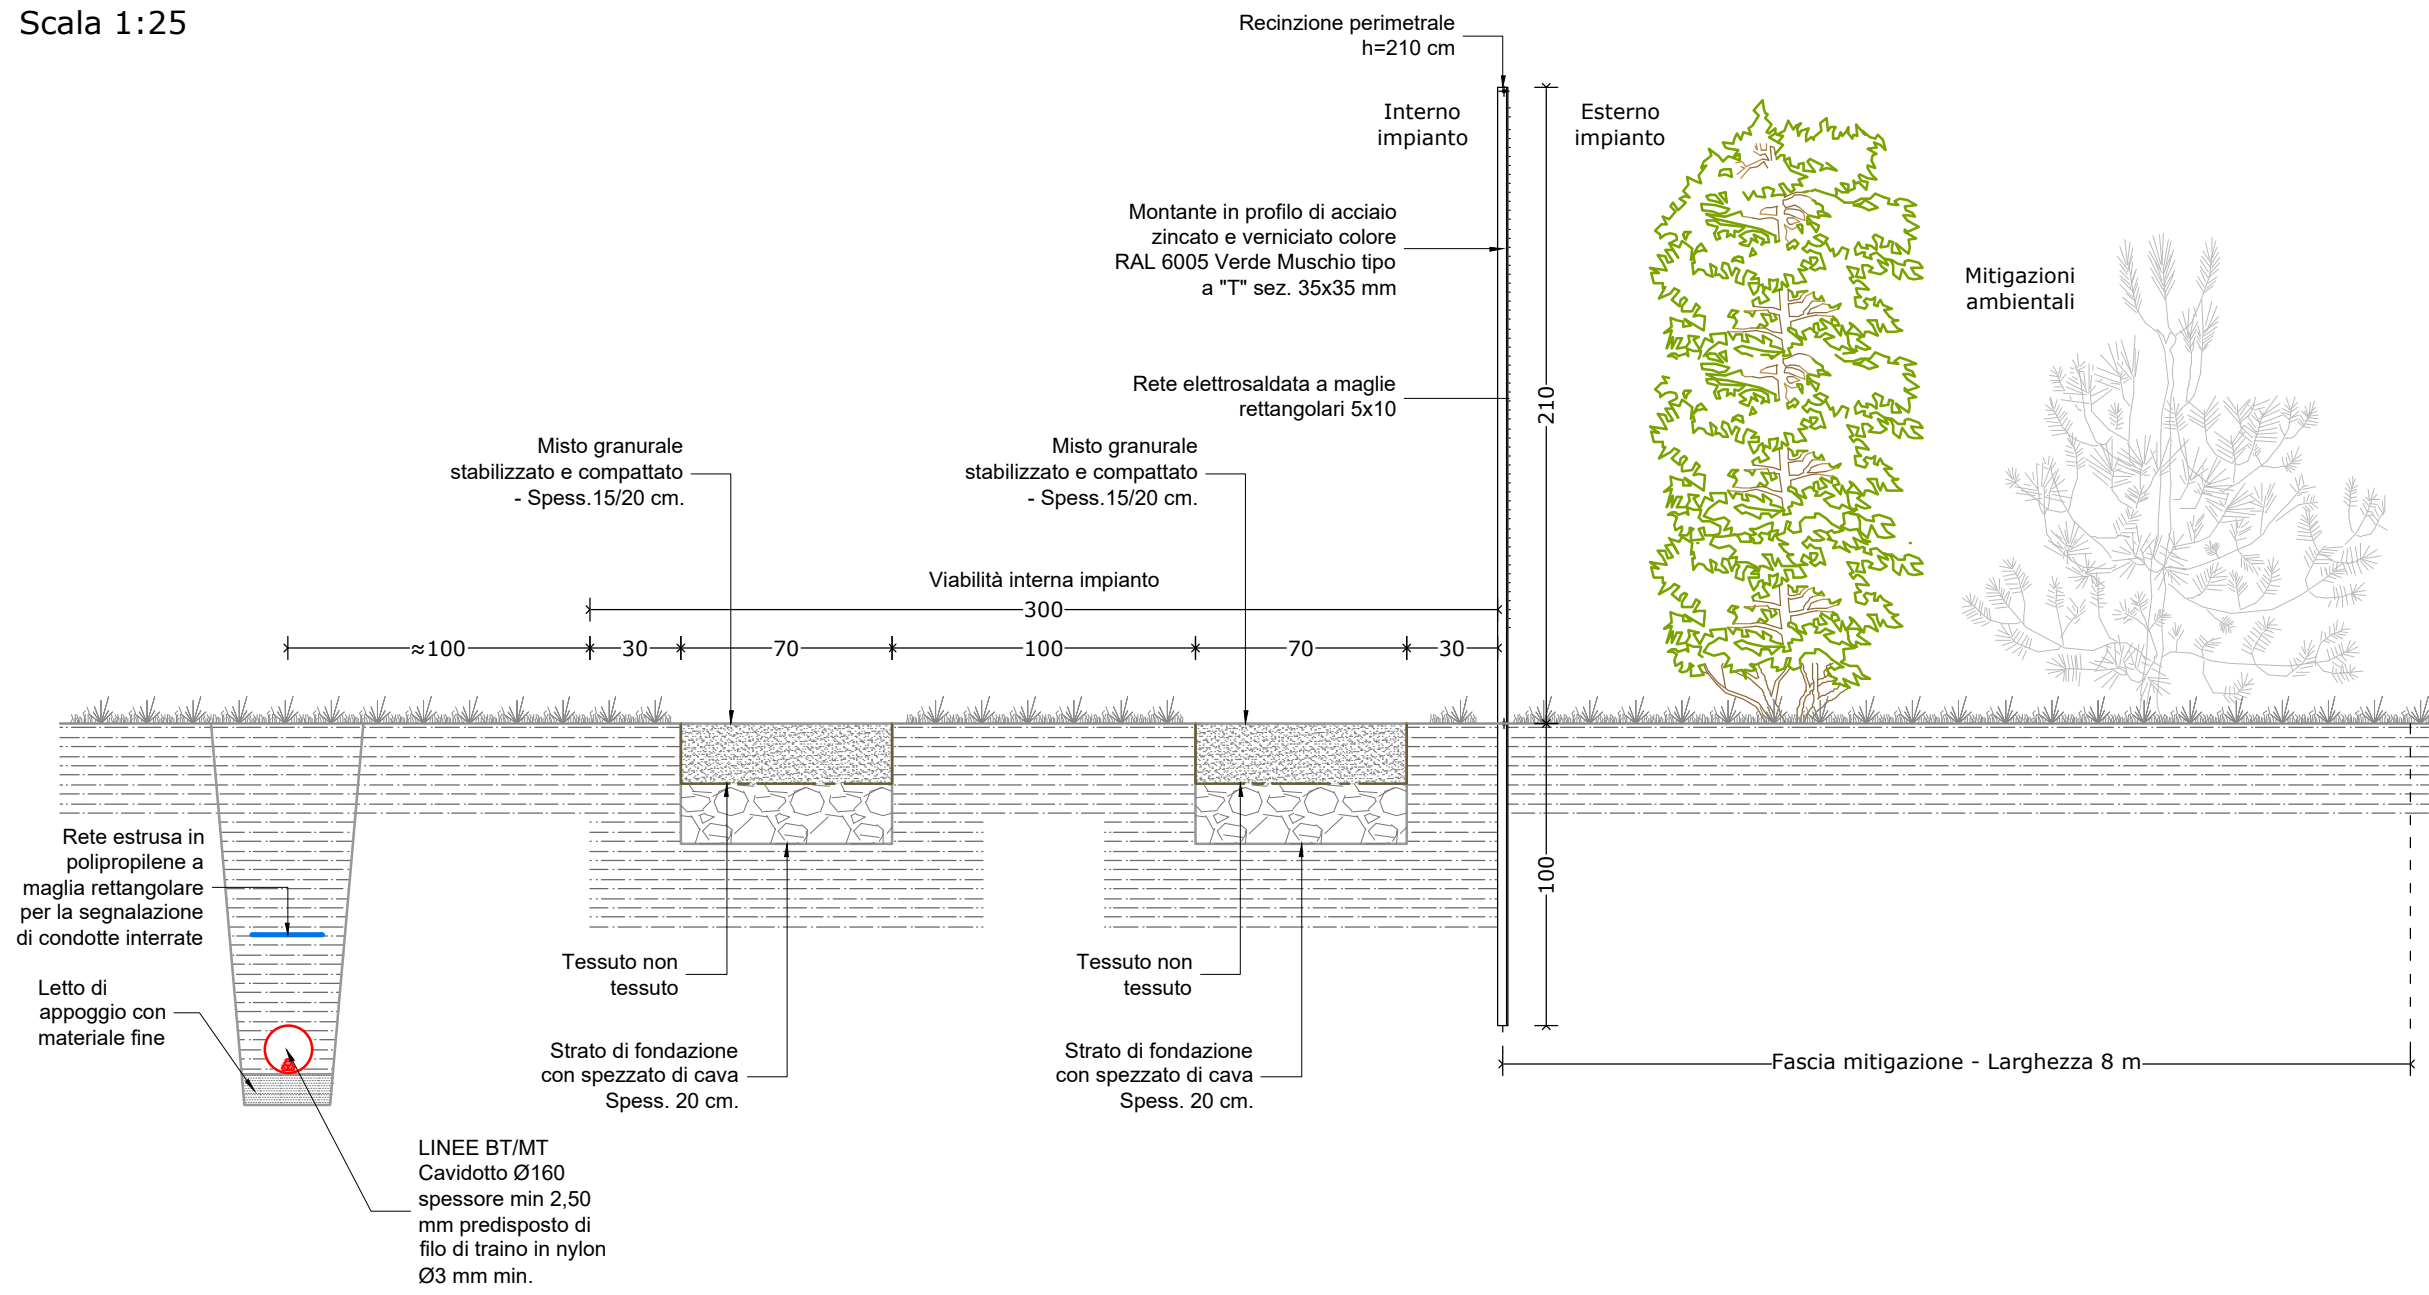 Scala 1:25
Recinzione perimetrale
h=210 cm
Interno
impianto
Esterno
impianto
Montante in profilo di acciaio
zincato e verniciato colore
RAL 6005 Verde Muschio tipo
a "T" sez. 35x35 mm
Mitigazioni
ambientali
Rete elettrosaldata a maglie
rettangolari 5x10
210
Misto granurale
stabilizzato e compattato
- Spess.15/20 cm.
Misto granurale
stabilizzato e compattato
- Spess.15/20 cm.
Viabilità interna impianto
300
≈100
30
70
100
70
30
Rete estrusa in
polipropilene a
maglia rettangolare
per la segnalazione
di condotte interrate
100
Tessuto non
tessuto
Tessuto non
tessuto
Letto di
appoggio con
materiale fine
Strato di fondazione
con spezzato di cava
Spess. 20 cm.
Strato di fondazione
con spezzato di cava
Spess. 20 cm.
Fascia mitigazione - Larghezza 8 m
LINEE BT/MT
Cavidotto Ø160
spessore min 2,50
mm predisposto di
filo di traino in nylon
Ø3 mm min.